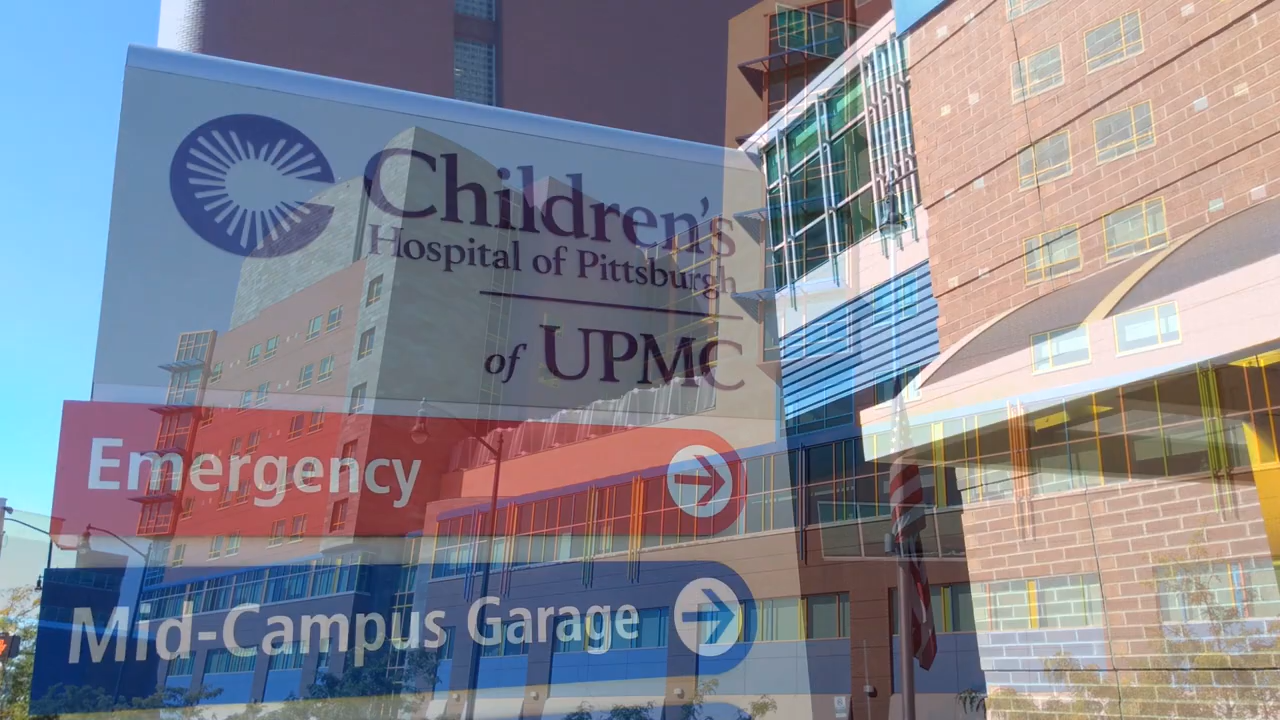 Children's
Hospital of Pittsburgh
of UPMC
Emergency
Mid-Campus Garage